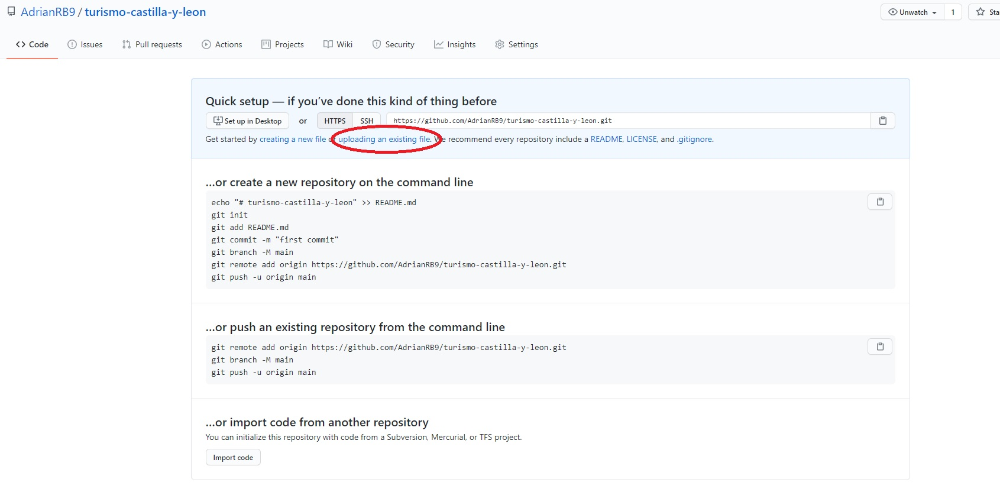 AdrianRB9 / turismo-castilla-y-leon
Unwatch 1
Code Issues Pull requests Actions Projects Wiki Security Insights Settings
Quick setup — if you’ve done this kind of thing before
Set up in Desktop or HTTPS SSH https://github.com/AdrianRB9/turismo-castilla-y-leon.git
Get started by creating a new file or uploading an existing file. We recommend every repository include a README, LICENSE, and .gitignore.
…or create a new repository on the command line
echo "# turismo-castilla-y-leon" >> README.md
git init
git add README.md
git commit -m "first commit"
git branch -M main
git remote add origin https://github.com/AdrianRB9/turismo-castilla-y-leon.git
git push -u origin main
…or push an existing repository from the command line
git remote add origin https://github.com/AdrianRB9/turismo-castilla-y-leon.git
git branch -M main
git push -u origin main
…or import code from another repository
You can initialize this repository with code from a Subversion, Mercurial, or TFS project.
Import code